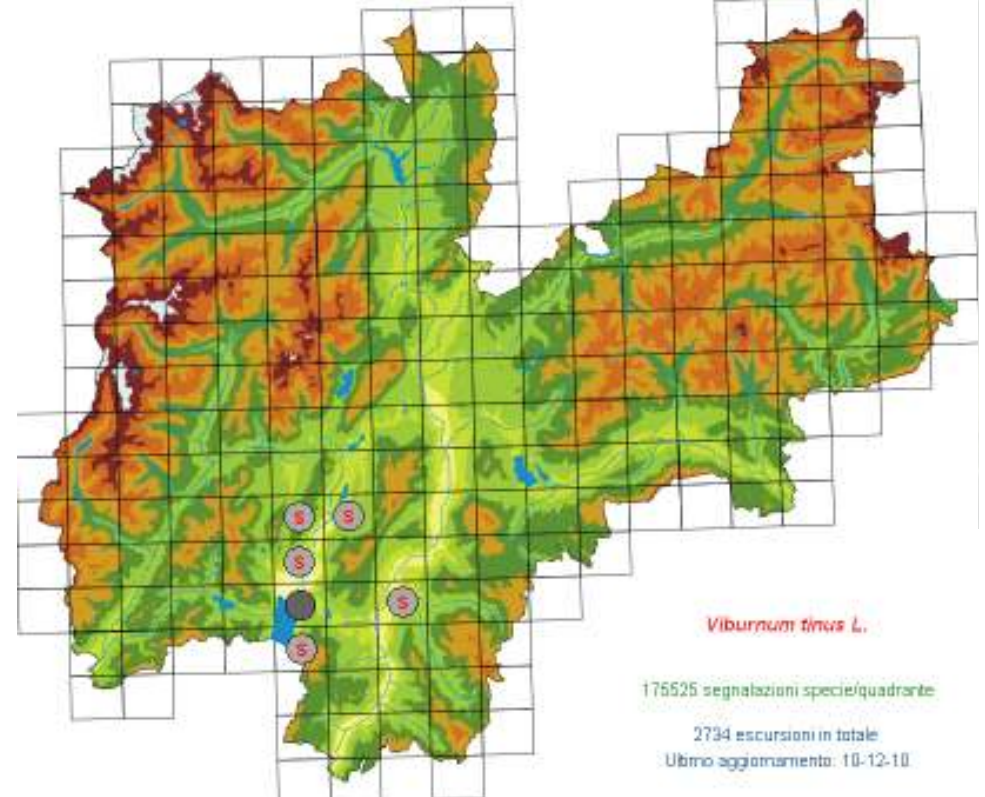 S
S
S
S
S
Viburnum tinus L.
175525 segnalazioni specie/quadrante
2734 escursioni in totale
Ultimo aggiornamento: 10-12-10